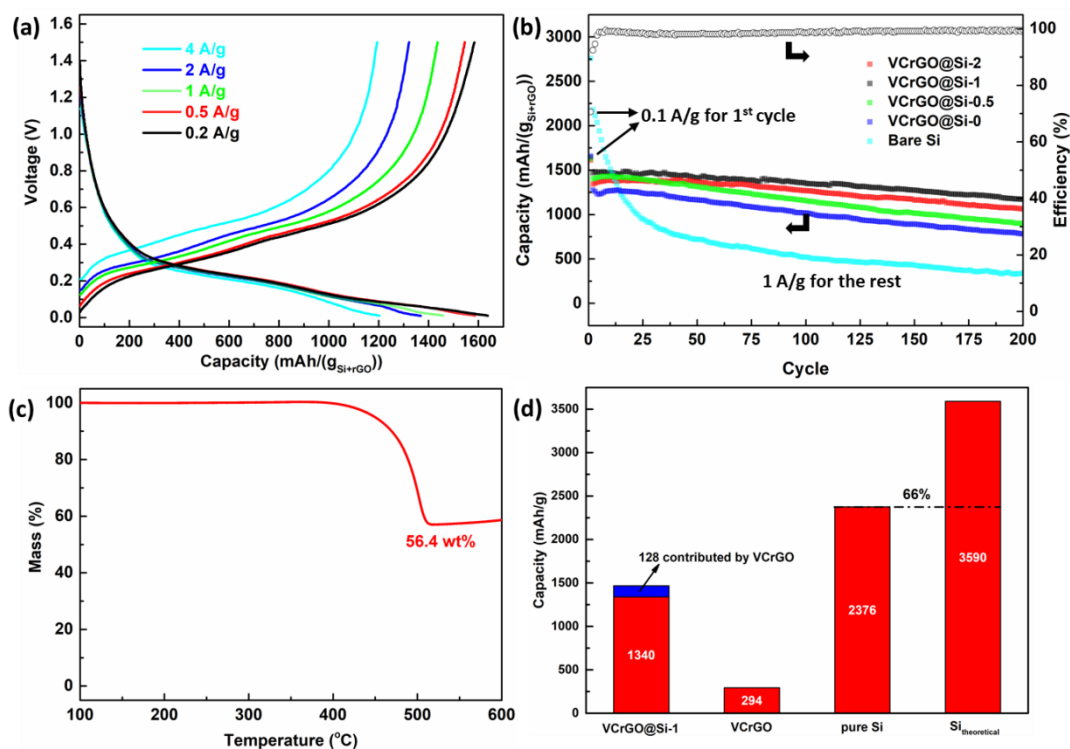 (a)
1.6
1.4
1.2
1.0
0.8
0.6
0.4
0.2
0.0
Voltage (V)
4 A/g
2 A/g
1 A/g
0.5 A/g
0.2 A/g
0 200 400 600 800 1000 1200 1400 1600
Capacity (mAh/(gSi+rGO))
(b)
3000
2500
2000
1500
1000
500
0
Capacity (mAh/(gSi+rGO))
VCrGO@Si-2
VCrGO@Si-1
VCrGO@Si-0.5
VCrGO@Si-0
Bare Si
0.1 A/g for 1st cycle
1 A/g for the rest
100
80
60
40
20
0
Efficiency (%)
0 25 50 75 100 125 150 175 200
Cycle
(c)
100
80
60
40
20
0
Mass (%)
56.4 wt%
100 200 300 400 500 600
Temperature (oC)
(d)
3500
3000
2500
2000
1500
1000
500
0
Capacity (mAh/g)
66%
128 contributed by VCrGO
1340
294
2376
3590
VCrGO@Si-1 VCrGO pure Si Sitheoretical